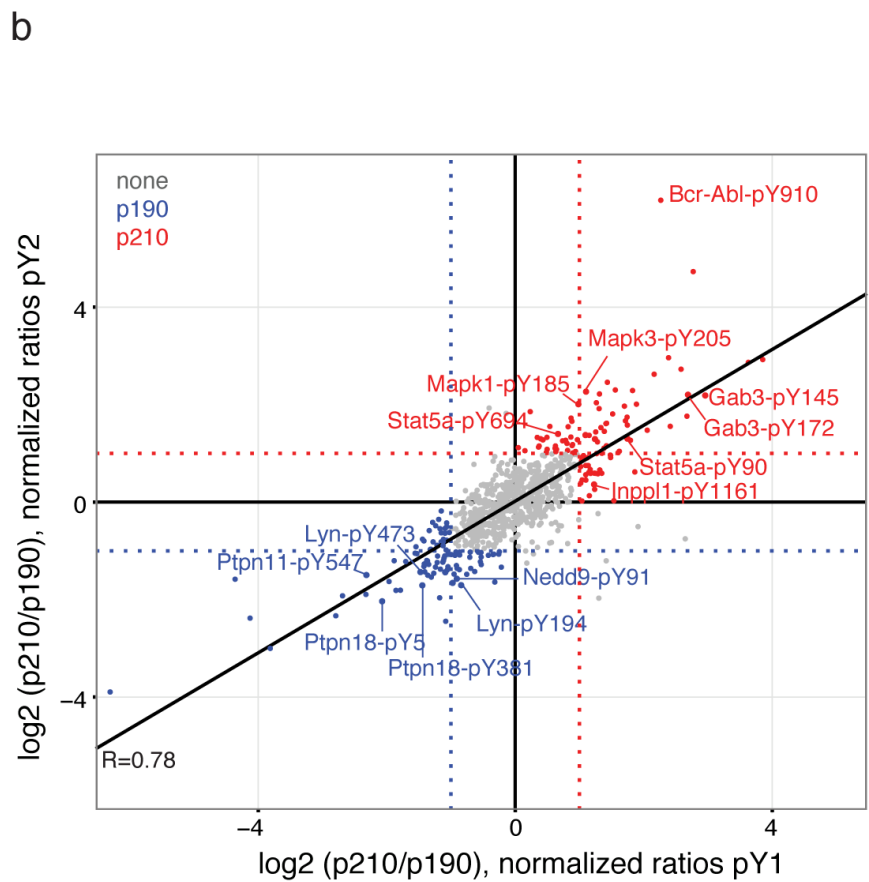 b
none
p190
p210
Bcr-Abl-pY910
4
Mapk3-pY205
Mapk1-pY185
Gab3-pY145
Stat5a-pY694
Gab3-pY172
Stat5a-pY90
Inppl1-pY1161
0
Lyn-pY473
Ptpn11-pY547
Nedd9-pY91
Lyn-pY194
Ptpn18-pY5
Ptpn18-pY381
−4
R=0.78
−4 0 4
log2 (p210/p190), normalized ratios pY1
log2 (p210/p190), normalized ratios pY2